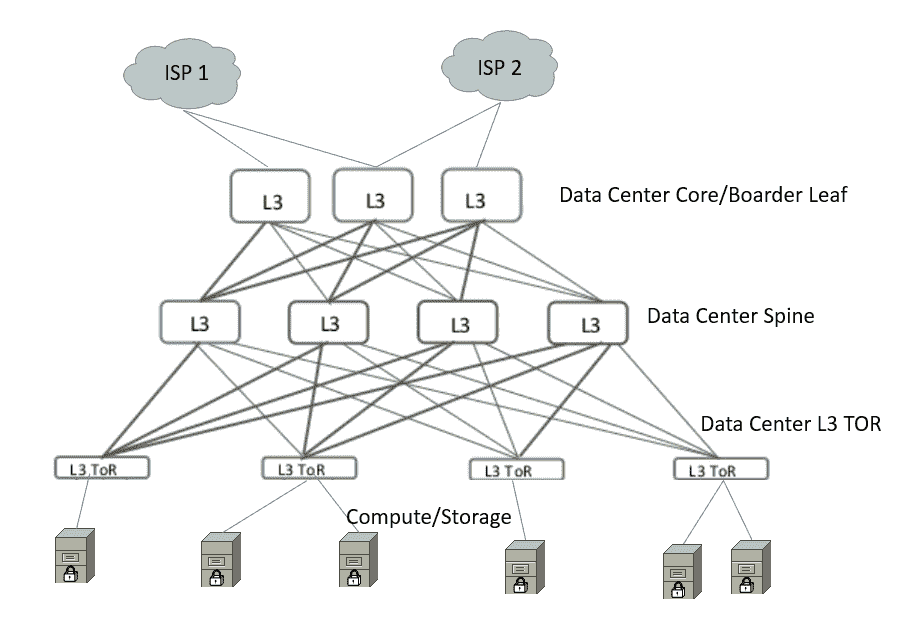 ISP 1
ISP 2
L3
L3
L3
Data Center Core/Boarder Leaf
L3
L3
L3
L3
Data Center Spine
Data Center L3 TOR
L3 ToR
L3 ToR
L3 ToR
L3 ToR
Compute/Storage